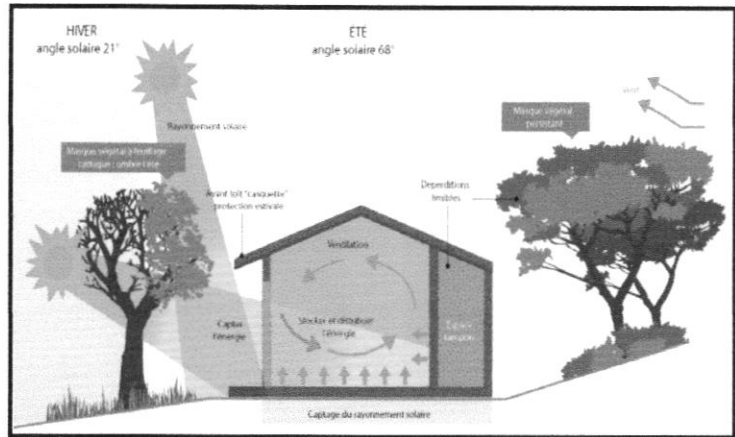 HIVER
angle solaire 21°
ÉTÉ
angle solaire 68°
Vent
Rayonnement solaire
Masque végétal
persistant
Masque végétal à feuillage
caduque : ombre l'été
Avant toit "casquette"
protection estivale
Déperditions
limitées
Ventilation
Capter
l'énergie
Stocker et distribuer
l'énergie
Espace
tampon
Captage du rayonnement solaire